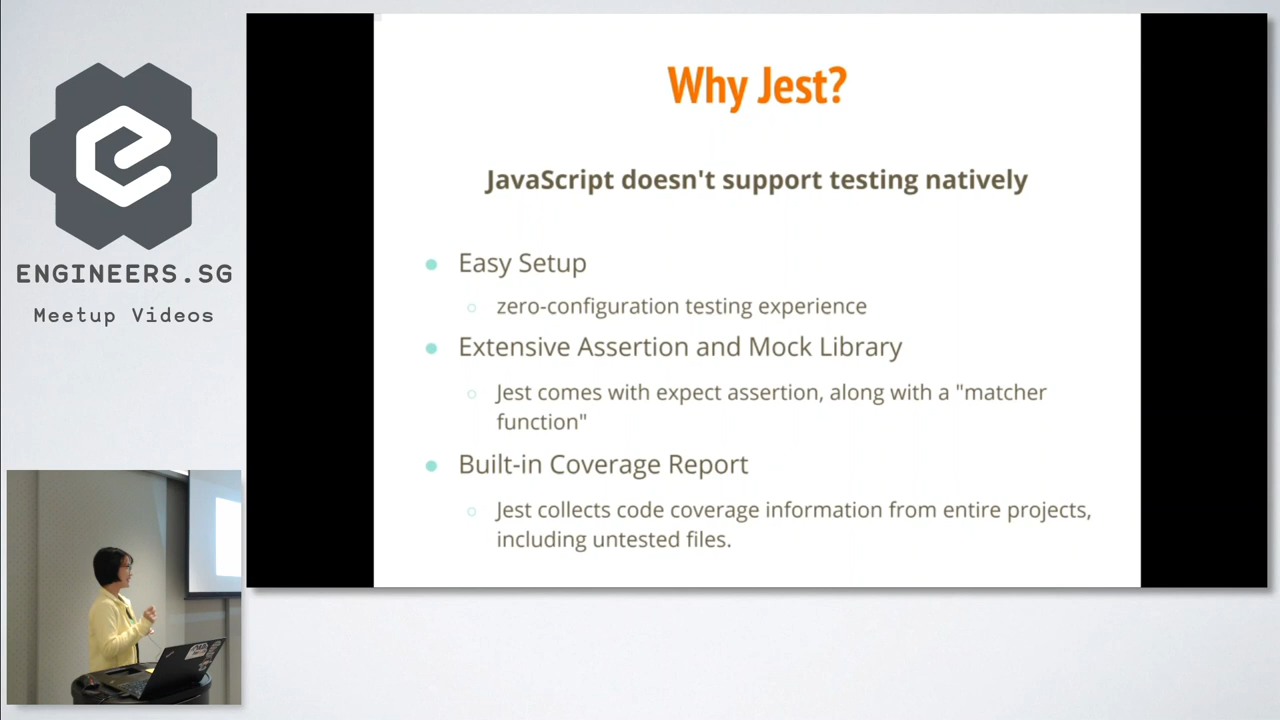 ENGINEERS.SG
Meetup Videos
Why Jest?
JavaScript doesn't support testing natively
Easy Setup
zero-configuration testing experience
Extensive Assertion and Mock Library
Jest comes with expect assertion, along with a "matcher
function"
Built-in Coverage Report
Jest collects code coverage information from entire projects,
including untested files.